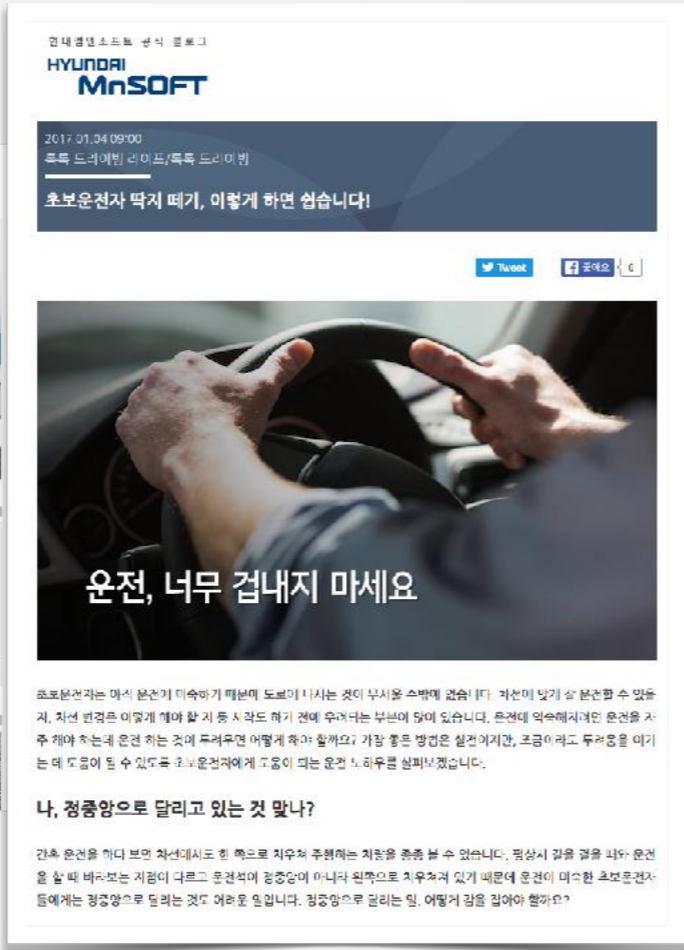 현대엠엔소프트 공식 블로그
HYUNDAI
MnSOFT
2017.01.04 09:00
톡톡 드라이빙 라이프/톡톡 드라이빙
초보운전자 딱지 떼기, 이렇게 하면 쉽습니다!
Tweet
좋아요 0
운전, 너무 겁내지 마세요
초보운전자는 아직 운전에 미숙하기 때문에 도로에 나서는 것이 무서울 수밖에 없습니다. 차선에 맞게 잘 운전할 수 있을
지, 차선 변경은 어떻게 해야 할 지 등 시작도 하기 전에 우려되는 부분이 많이 있습니다. 운전에 익숙해지려면 운전을 자
주 해야 하는데 운전 하는 것이 두려우면 어떻게 해야 할까요? 가장 좋은 방법은 실전이지만, 조금이라도 두려움을 이기
는 데 도움이 될 수 있도록 초보운전자에게 도움이 되는 운전 노하우를 살펴보겠습니다.
나, 정중앙으로 달리고 있는 것 맞나?
간혹 운전을 하다 보면 차선에서도 한 쪽으로 치우쳐 주행하는 차량을 종종 볼 수 있습니다. 평상시 길을 걸을 때와 운전
을 할 때 바라보는 지점이 다르고 운전석이 정중앙이 아니라 왼쪽으로 치우쳐져 있기 때문에 운전이 미숙한 초보운전자
들에게는 정중앙으로 달리는 것도 어려운 일입니다. 정중앙으로 달리는 일, 어떻게 감을 잡아야 할까요?